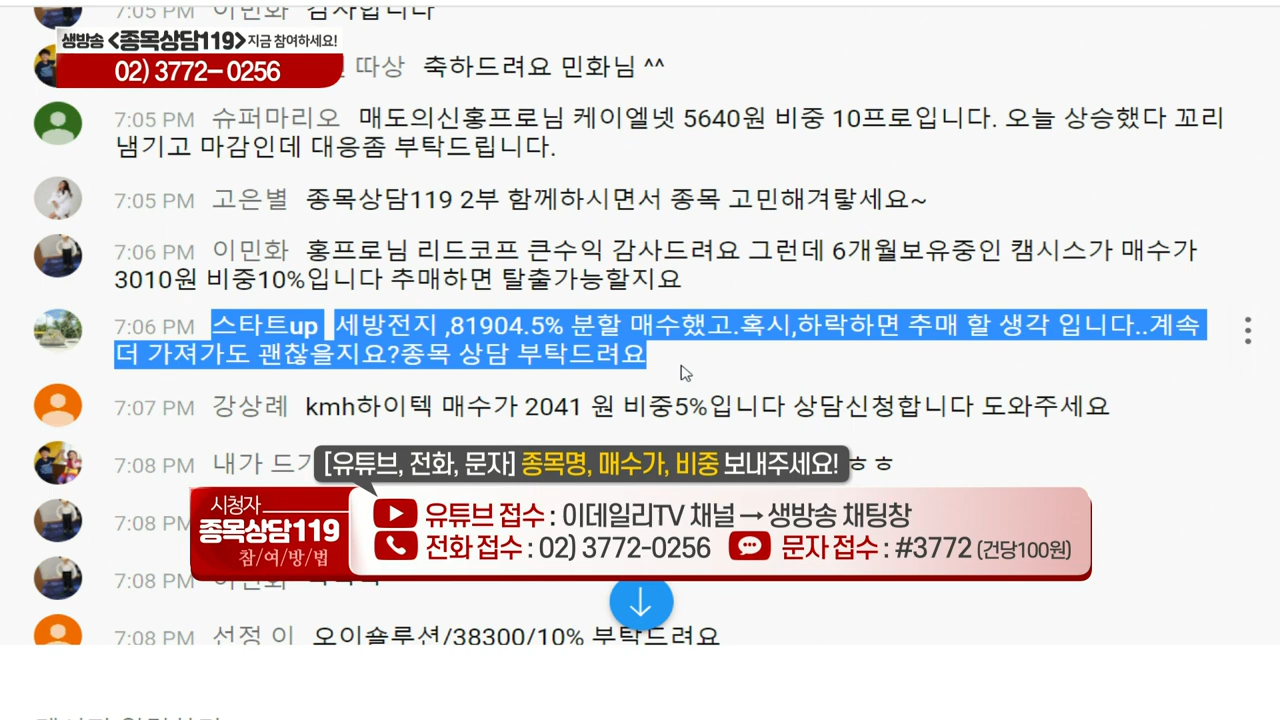 7:05 PM 이민화 감사합니다
생방송 <종목상담119> 지금 참여하세요!
02) 3772-0256
따상 축하드려요 민화님 ^^
7:05 PM 슈퍼마리오 매도의신홍프로님 케이엘넷 5640원 비중 10프로입니다. 오늘 상승했다 꼬리
냄기고 마감인데 대응좀 부탁드립니다.
7:05 PM 고은별 종목상담119 2부 함께하시면서 종목 고민해겨랗세요~
7:06 PM 이민화 홍프로님 리드코프 큰수익 감사드려요 그런데 6개월보유중인 캠시스가 매수가
3010원 비중10%입니다 추매하면 탈출가능할지요
7:06 PM 스타트up 세방전지 ,81904.5% 분할 매수했고.혹시,하락하면 추매 할 생각 입니다..계속
더 가져가도 괜찮을지요?종목 상담 부탁드려요
7:07 PM 강상례 kmh하이텍 매수가 2041 원 비중5%입니다 상담신청합니다 도와주세요
7:08 PM 내가 드기
ㅎㅎ
[유튜브, 전화, 문자] 종목명, 매수가, 비중 보내주세요!
시청자
종목상담119
참/여/방/법
유튜브 접수 : 이데일리TV 채널 → 생방송 채팅창
전화 접수 : 02) 3772-0256 문자 접수 : #3772 (건당100원)
7:08 PM
7:08 PM 이민화
7:08 PM 선정 이 오이솔루션/38300/10% 부탁드려요